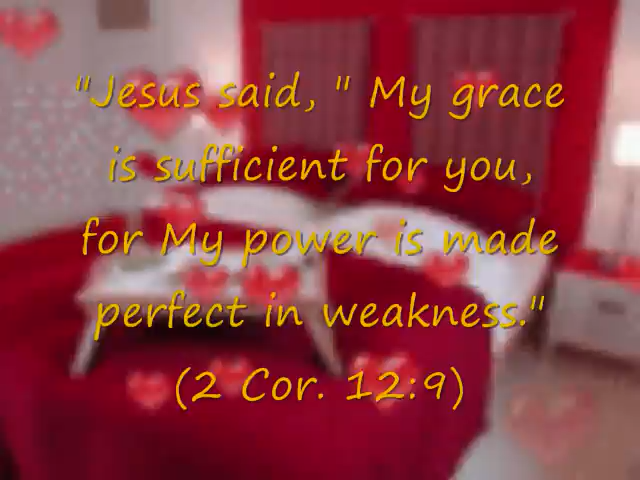 "Jesus said, " My grace
is sufficient for you,
for My power is made
perfect in weakness."
(2 Cor. 12:9)